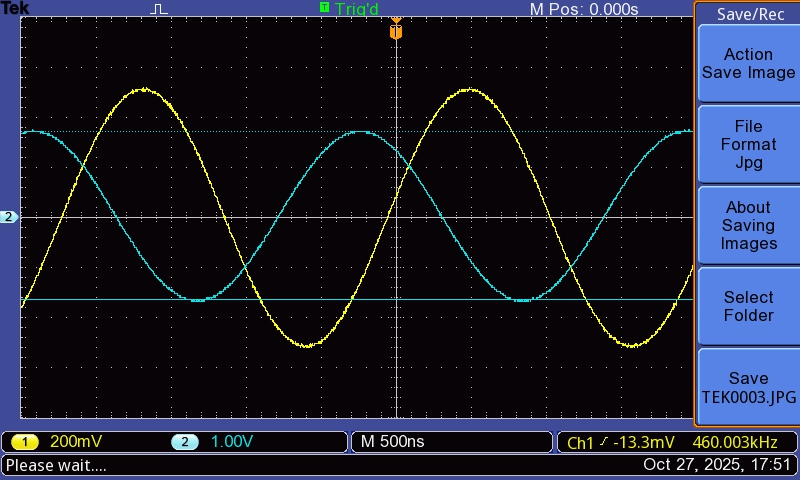 Tek T Trig'd M Pos: 0.000s Save/Rec
T
Action
Save Image
File
Format
Jpg
2
About
Saving
Images
Select
Folder
Save
TEK0003.JPG
1 200mV 2 1.00V M 500ns Ch1 -13.3mV 460.003kHz
Please wait.... Oct 27, 2025, 17:51